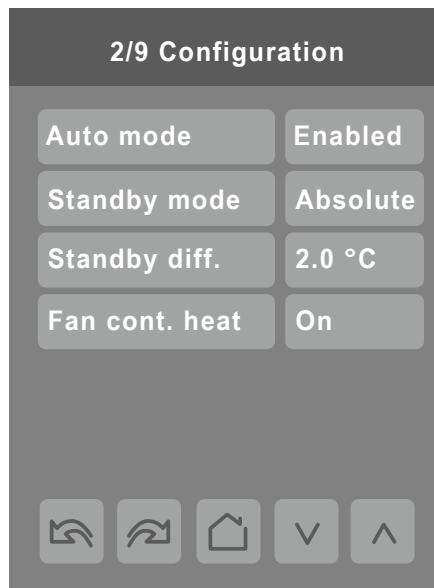 2/9 Configuration
Auto mode Enabled
Standby mode Absolute
Standby diff. 2.0 °C
Fan cont. heat On